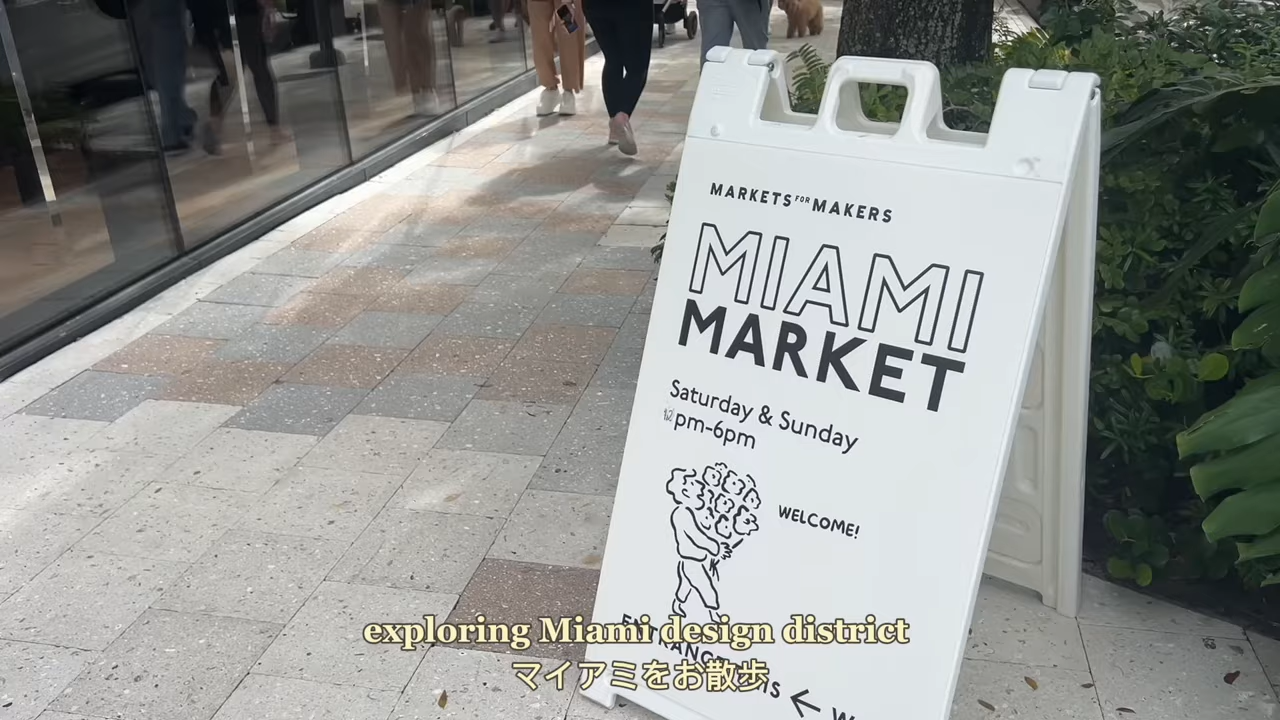 MARKETS FOR MAKERS
MIAMI
MARKET
Saturday & Sunday
12pm-6pm
WELCOME!
exploring Miami design district
マイアミをお散歩